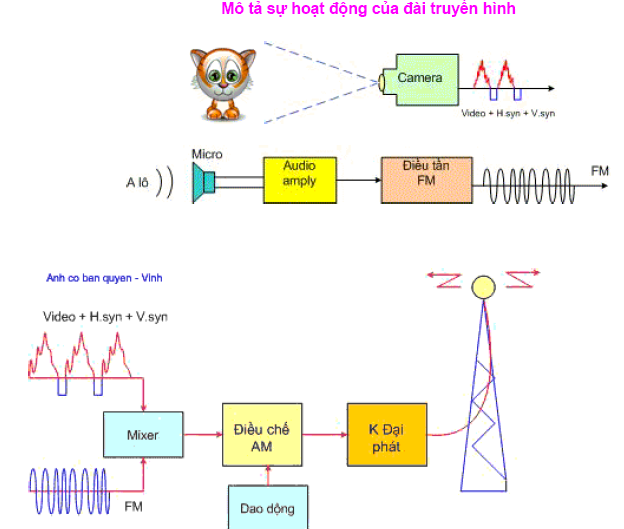 Mô tả sự hoạt động của đài truyền hình
Camera
Video + H.syn + V.syn
Micro
A lô
Audio
amply
Điều tần
FM
FM
Anh co ban quyen - Vinh
Video + H.syn + V.syn
Mixer
Điều chế
AM
K Đại
phát
FM
Dao động